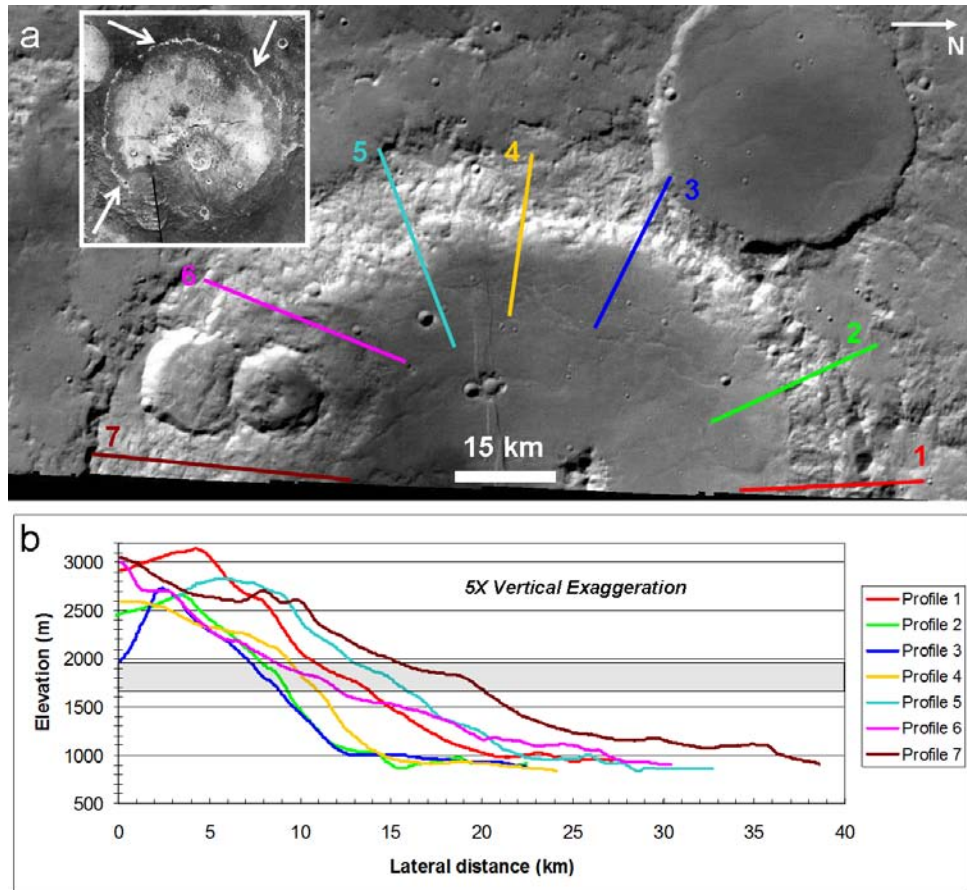 a
N
5
4
3
6
2
7
15 km
1
b
5X Vertical Exaggeration
Elevation (m)
3000
2500
2000
1500
1000
500
0 5 10 15 20 25 30 35 40
Lateral distance (km)
Profile 1
Profile 2
Profile 3
Profile 4
Profile 5
Profile 6
Profile 7